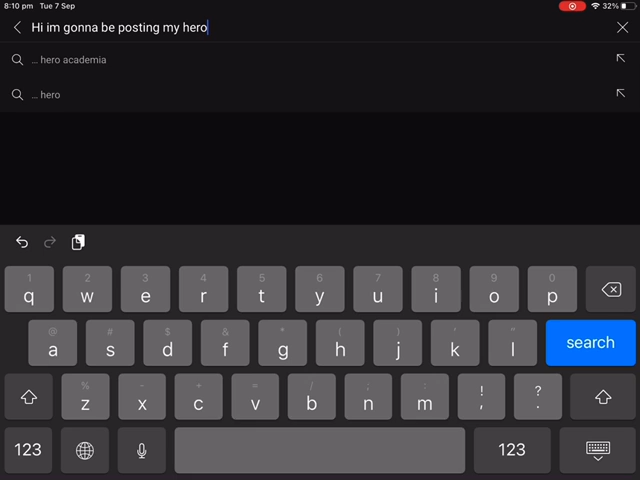 8:10 pm Tue 7 Sep 32%
Hi im gonna be posting my hero
... hero academia
... hero
1 2 3 4 5 6 7 8 9 0
q w e r t y u i o p
@ # $ & * ( ) ' "
a s d f g h j k l search
% - + = / ; : ! ?
z x c v b n m , .
123 123